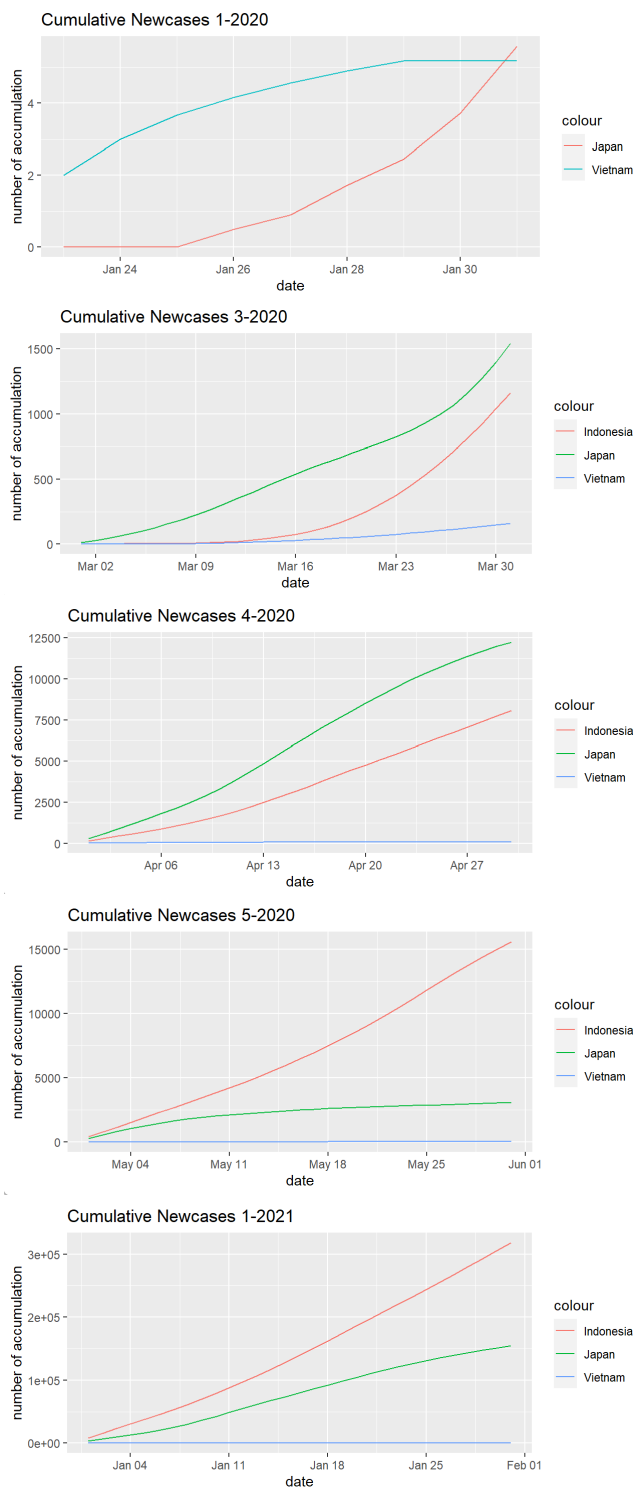 Cumulative Newcases 1-2020
number of accumulation
4
2
0
Jan 24 Jan 26 Jan 28 Jan 30
date
colour
Japan
Vietnam
Cumulative Newcases 3-2020
number of accumulation
1500
1000
500
0
Mar 02 Mar 09 Mar 16 Mar 23 Mar 30
date
colour
Indonesia
Japan
Vietnam
Cumulative Newcases 4-2020
number of accumulation
12500
10000
7500
5000
2500
0
Apr 06 Apr 13 Apr 20 Apr 27
date
colour
Indonesia
Japan
Vietnam
Cumulative Newcases 5-2020
number of accumulation
15000
10000
5000
0
May 04 May 11 May 18 May 25 Jun 01
date
colour
Indonesia
Japan
Vietnam
Cumulative Newcases 1-2021
number of accumulation
3e+05
2e+05
1e+05
0e+00
Jan 04 Jan 11 Jan 18 Jan 25 Feb 01
date
colour
Indonesia
Japan
Vietnam